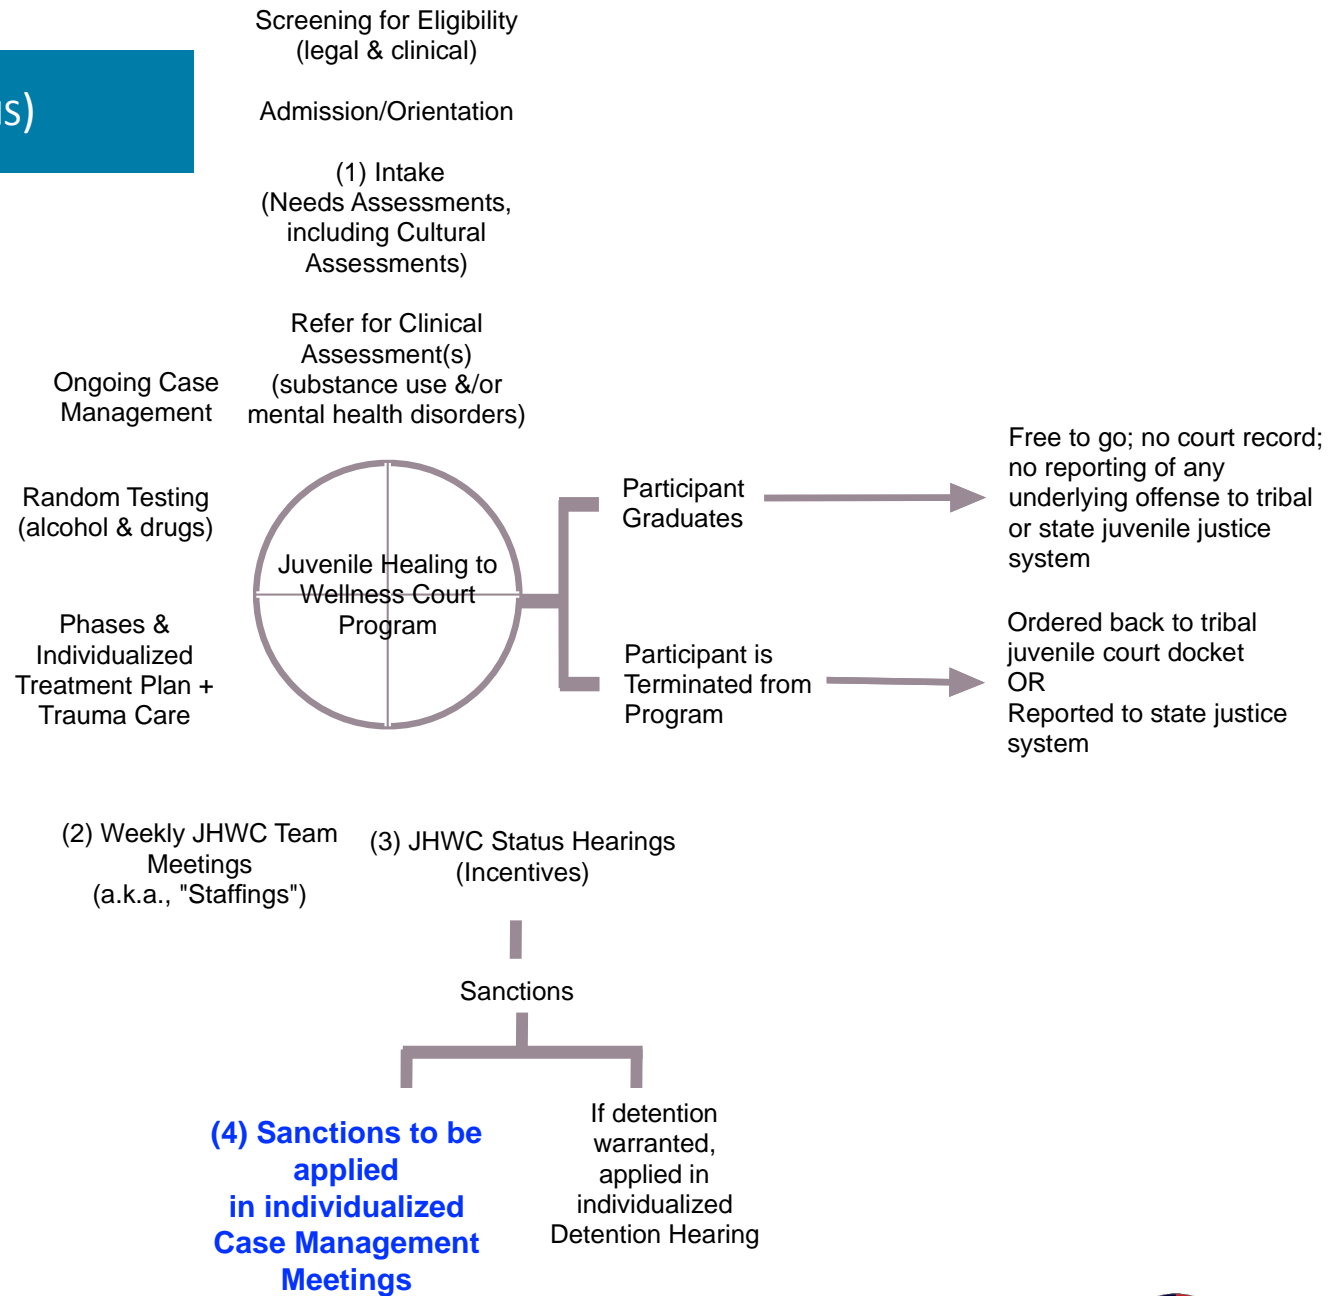 Screening for Eligibility
(legal & clinical)
Admission/Orientation
(1) Intake
(Needs Assessments,
including Cultural
Assessments)
Refer for Clinical
Assessment(s)
(substance use &/or
mental health disorders)
Ongoing Case
Management
Random Testing
(alcohol & drugs)
Phases &
Individualized
Treatment Plan +
Trauma Care
Juvenile Healing to
Wellness Court
Program
Participant
Graduates
Free to go; no court record;
no reporting of any
underlying offense to tribal
or state juvenile justice
system
Participant is
Terminated from
Program
Ordered back to tribal
juvenile court docket
OR
Reported to state justice
system
(2) Weekly JHWC Team
Meetings
(a.k.a., "Staffings")
(3) JHWC Status Hearings
(Incentives)
Sanctions
(4) Sanctions to be
applied
in individualized
Case Management
Meetings
If detention
warranted,
applied in
individualized
Detention Hearing